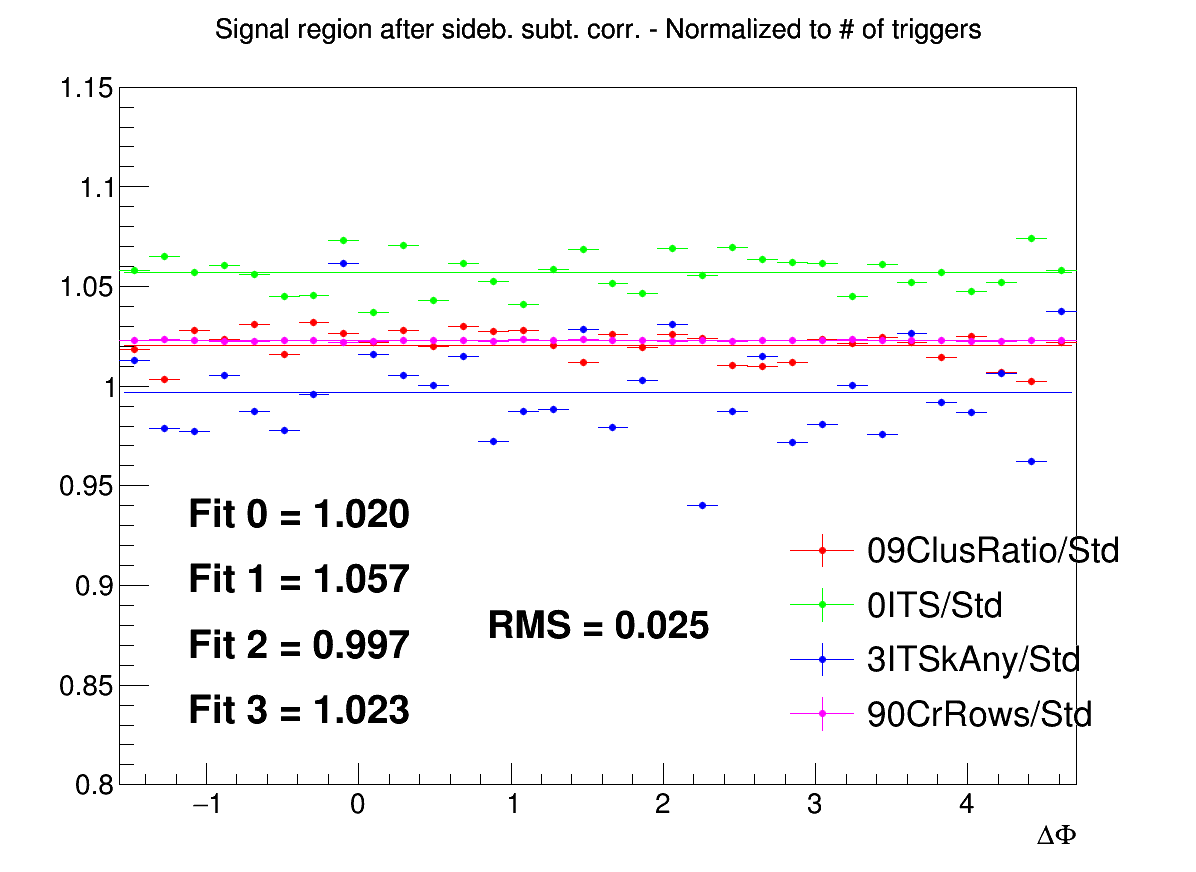 Signal region after sideb. subt. corr. - Normalized to # of triggers
1.15
1.1
1.05
1
0.95
0.9
0.85
0.8
Fit 0 = 1.020
Fit 1 = 1.057
Fit 2 = 0.997
Fit 3 = 1.023
RMS = 0.025
09ClusRatio/Std
0ITS/Std
3ITSkAny/Std
90CrRows/Std
−1 0 1 2 3 4
ΔΦ